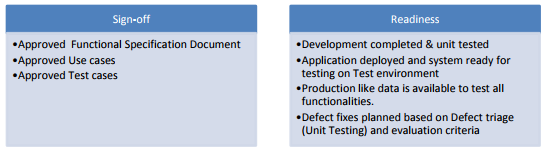 Sign-off
•Approved  Functional Specification Document
•Approved Use cases
•Approved Test cases
Readiness
•Development completed & unit tested
•Application deployed and system ready for
testing on Test environment
•Production like data is available to test all
functionalities.
•Defect fixes planned based on Defect triage
(Unit Testing) and evaluation criteria